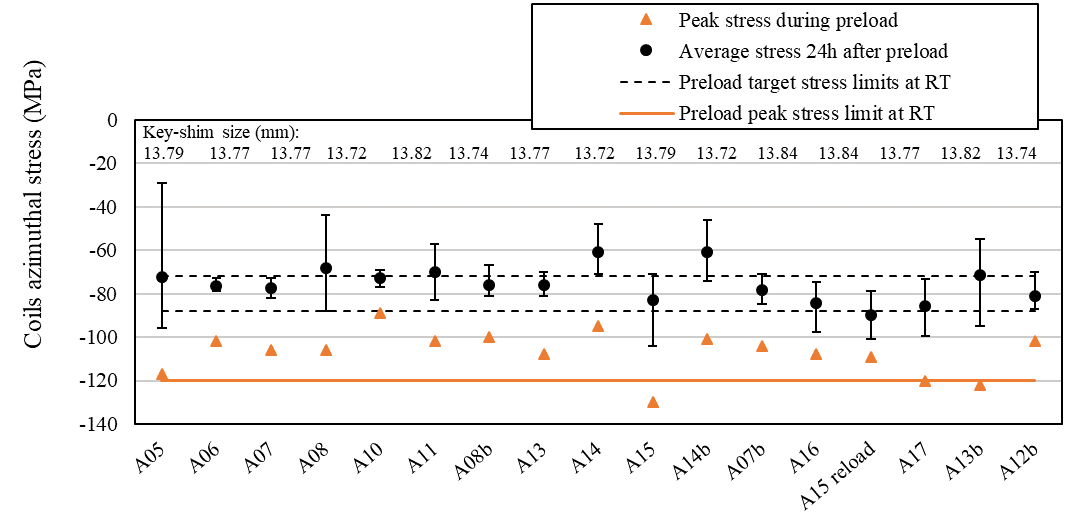 Peak stress during preload
Average stress 24h after preload
Preload target stress limits at RT
Preload peak stress limit at RT
Coils azimuthal stress (MPa)
0
-20
-40
-60
-80
-100
-120
-140
Key-shim size (mm):
13.79 13.77 13.77 13.72 13.82 13.74 13.77 13.72 13.79 13.72 13.84 13.84 13.77 13.82 13.74
A05 A06 A07 A08 A10 A11 A08b A13 A14 A15 A14b A07b A16 A15 reload A17 A13b A12b